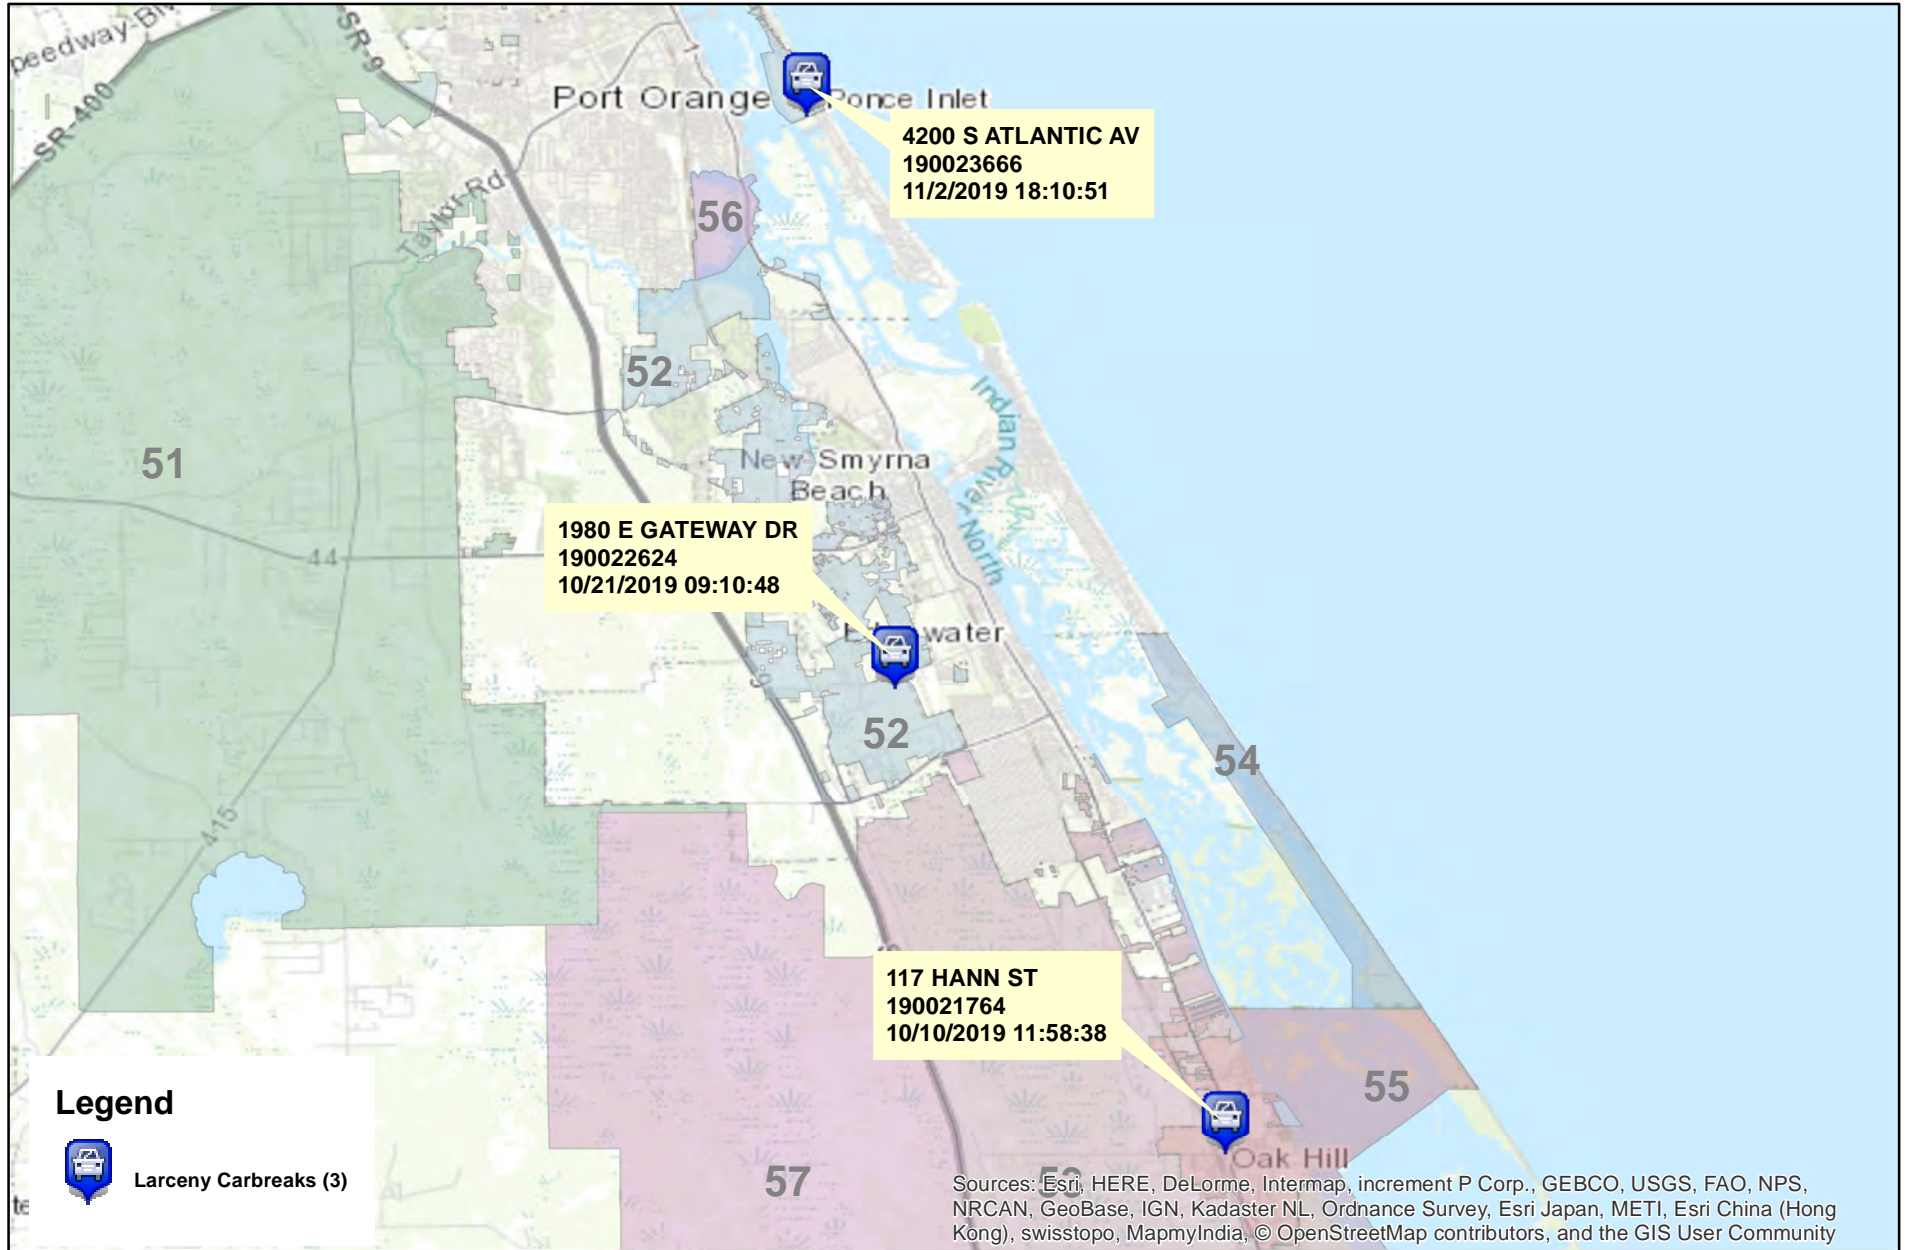 SR-9
SR-400
Port Orange
Ponce Inlet
4200 S ATLANTIC AV
190023666
11/2/2019 18:10:51
Taylor-Rd
56
52
51
Indian River North
New Smyrna
Beach
1980 E GATEWAY DR
190022624
10/21/2019 09:10:48
44
water
52
54
415
117 HANN ST
190021764
10/10/2019 11:58:38
55
Oak Hill
57
Legend
Larceny Carbreaks (3)
Sources: Esri, HERE, DeLorme, Intermap, increment P Corp., GEBCO, USGS, FAO, NPS,
NRCAN, GeoBase, IGN, Kadaster NL, Ordnance Survey, Esri Japan, METI, Esri China (Hong
Kong), swisstopo, MapmyIndia, © OpenStreetMap contributors, and the GIS User Community